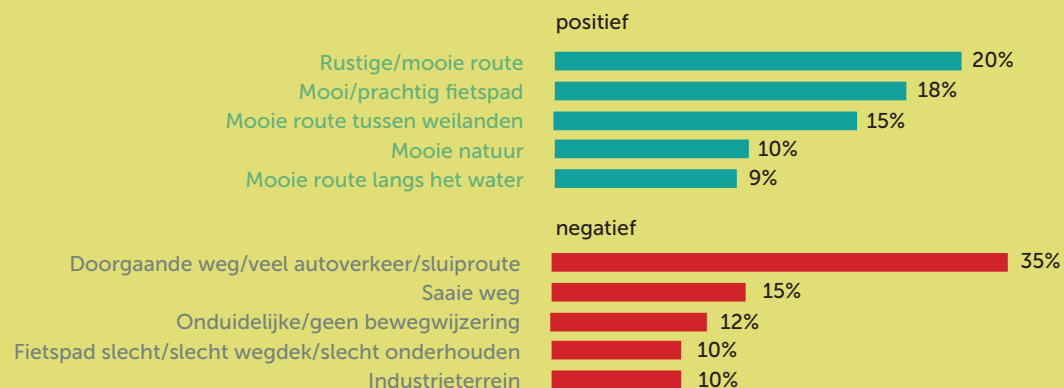 positief
Rustige/mooie route 20%
Mooi/prachtig fietspad 18%
Mooie route tussen weilanden 15%
Mooie natuur 10%
Mooie route langs het water 9%
negatief
Doorgaande weg/veel autoverkeer/sluiproute 35%
Saaie weg 15%
Onduidelijke/geen bewegwijzering 12%
Fietspad slecht/slecht wegdek/slecht onderhouden 10%
Industrieterrein 10%